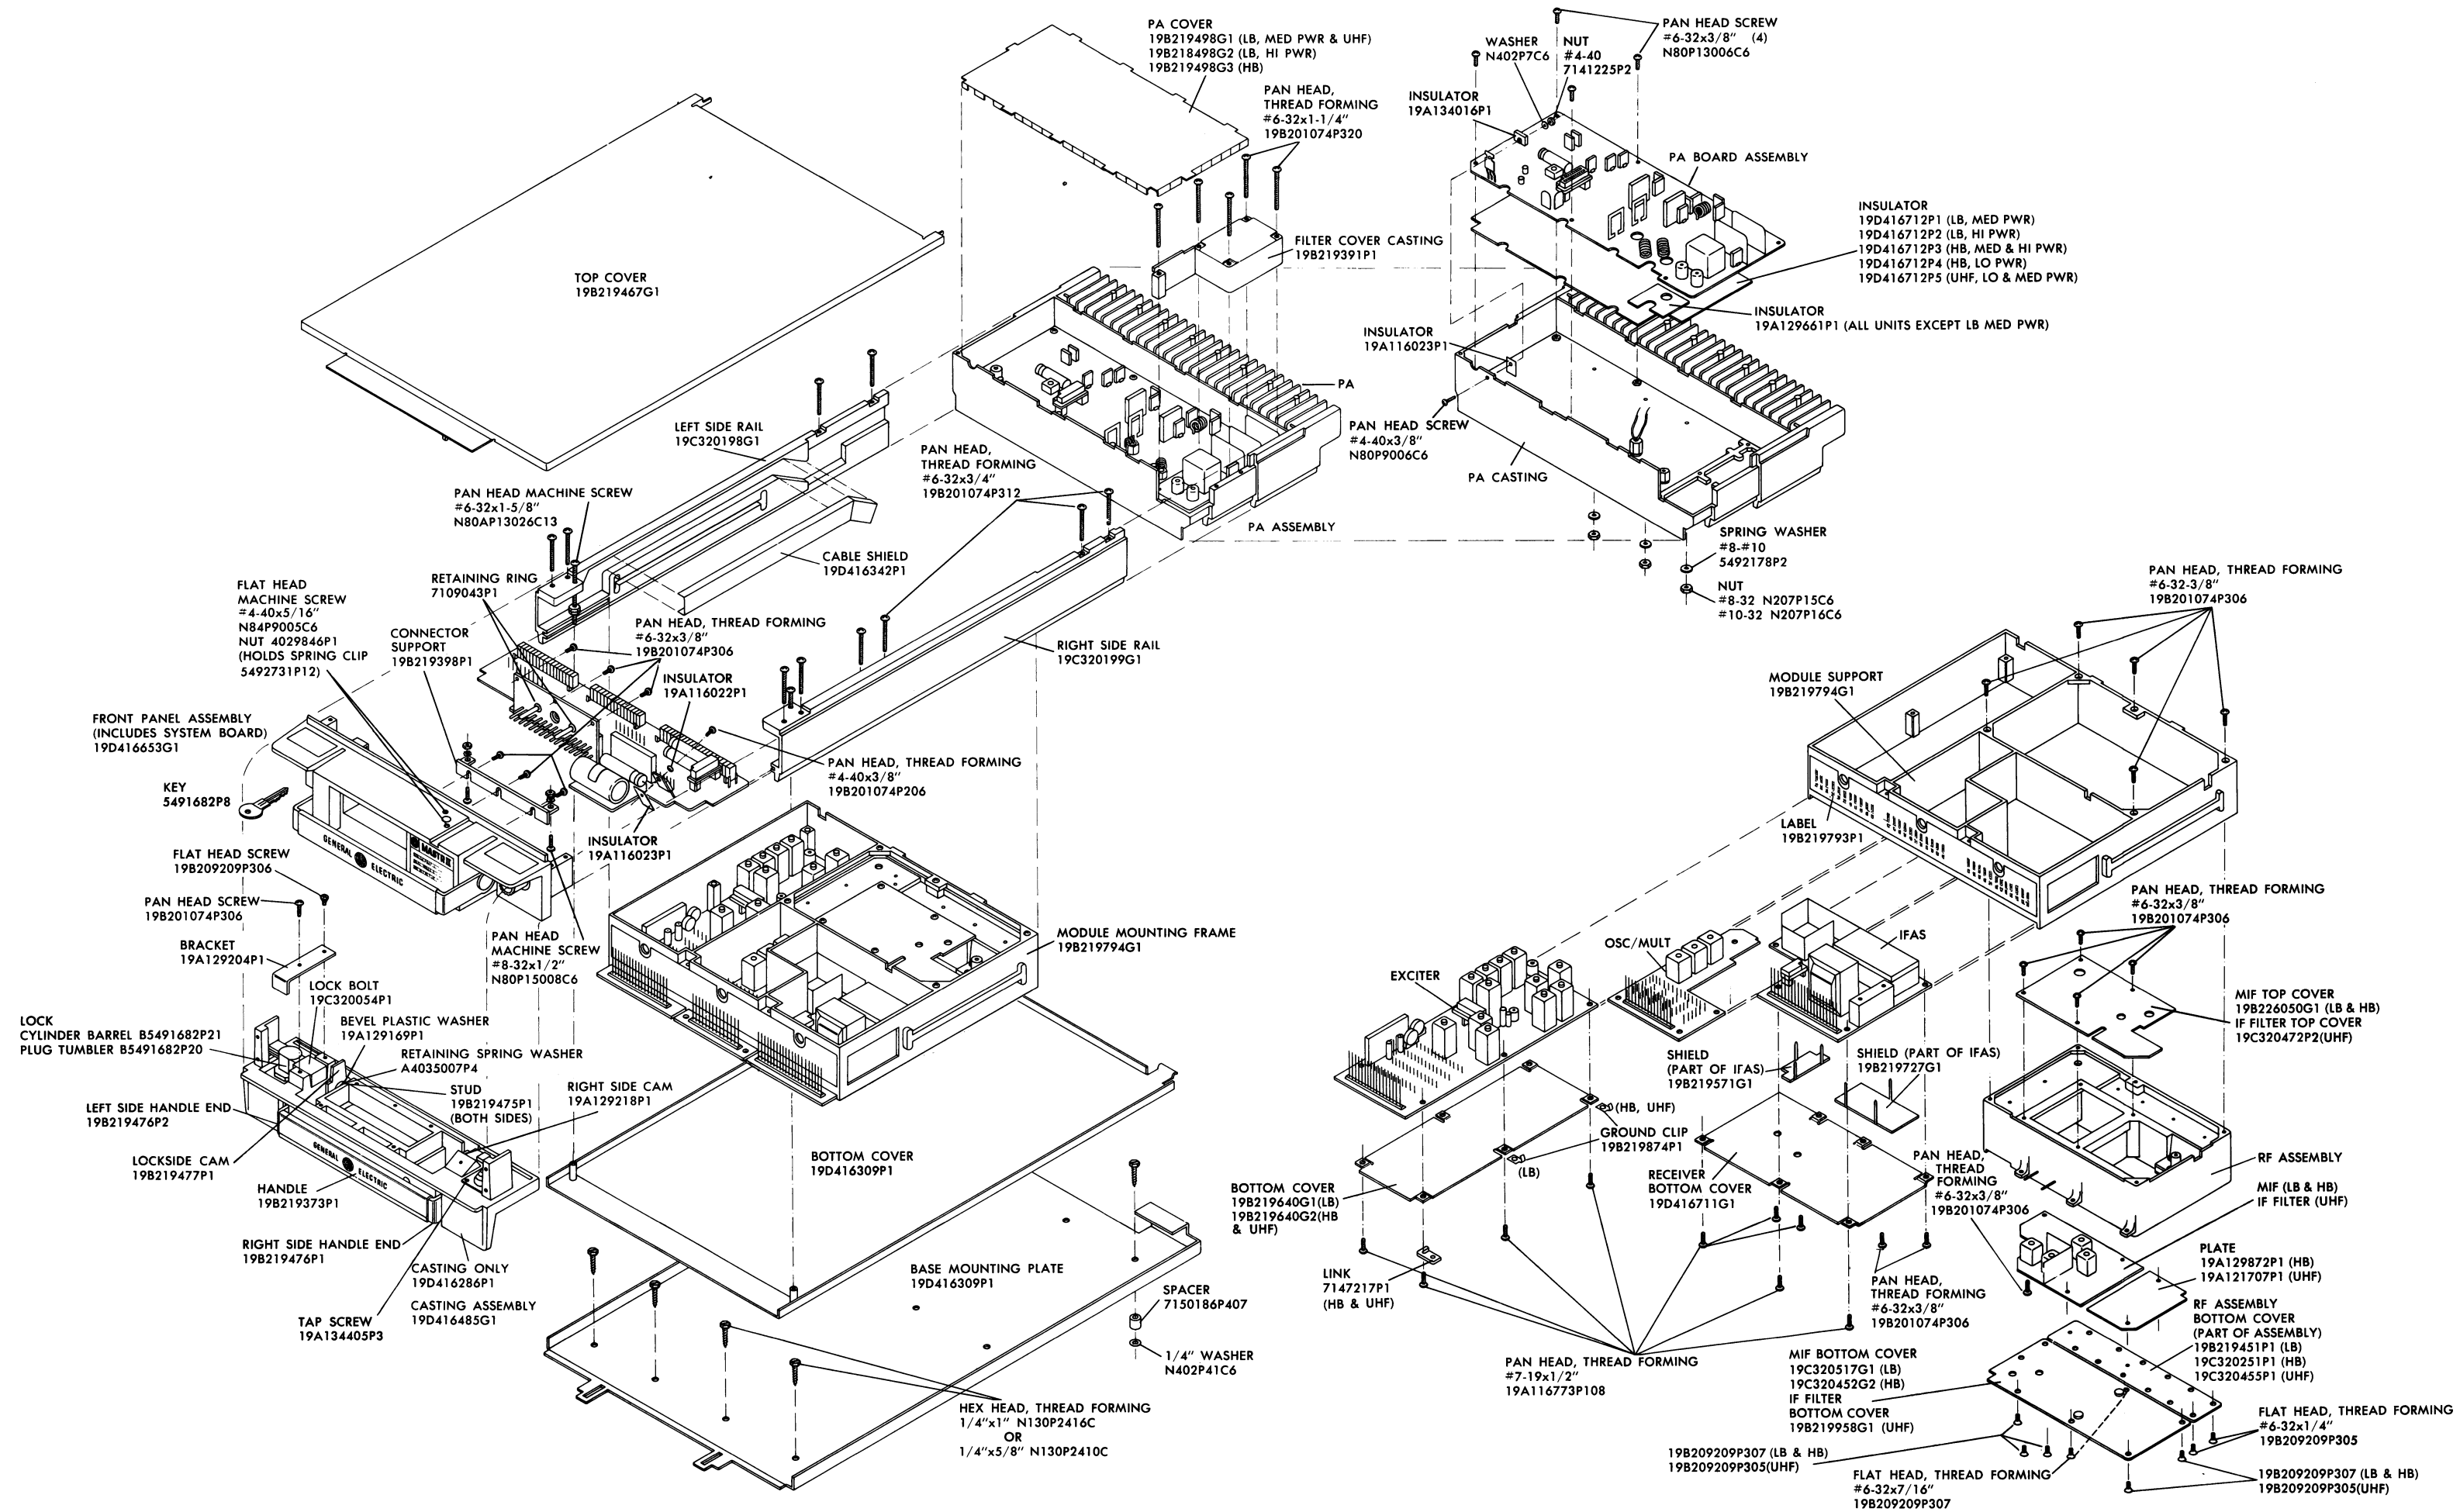 PA COVER
19B219498G1 (LB, MED PWR & UHF)
19B218498G2 (LB, HI PWR)
19B219498G3 (HB)
PAN HEAD,
THREAD FORMING
#6-32x1-1/4"
19B201074P320
WASHER
N402P7C6
NUT
#4-40
7141225P2
PAN HEAD SCREW
#6-32x3/8" (4)
N80P13006C6
INSULATOR
19A134016P1
PA BOARD ASSEMBLY
INSULATOR
19D416712P1 (LB, MED PWR)
19D416712P2 (LB, HI PWR)
19D416712P3 (HB, MED & HI PWR)
19D416712P4 (HB, LO PWR)
19D416712P5 (UHF, LO & MED PWR)
INSULATOR
19A129661P1 (ALL UNITS EXCEPT LB MED PWR)
FILTER COVER CASTING
19B219391P1
TOP COVER
19B219467G1
INSULATOR
19A116023P1
PA
PAN HEAD SCREW
#4-40x3/8"
N80P9006C6
PA CASTING
LEFT SIDE RAIL
19C320198G1
PAN HEAD,
THREAD FORMING
#6-32x3/4"
19B201074P312
PA ASSEMBLY
SPRING WASHER
#8-#10
5492178P2
NUT
#8-32 N207P15C6
#10-32 N207P16C6
PAN HEAD MACHINE SCREW
#6-32x1-5/8"
N80AP13026C13
CABLE SHIELD
19D416342P1
RETAINING RING
7109043P1
FLAT HEAD
MACHINE SCREW
#4-40x5/16"
N84P9005C6
NUT 4029846P1
(HOLDS SPRING CLIP
5492731P12)
CONNECTOR
SUPPORT
19B219398P1
PAN HEAD, THREAD FORMING
#6-32x3/8"
19B201074P306
INSULATOR
19A116022P1
RIGHT SIDE RAIL
19C320199G1
PAN HEAD, THREAD FORMING
#6-32-3/8"
19B201074P306
MODULE SUPPORT
19B219794G1
LABEL
19B219793P1
FRONT PANEL ASSEMBLY
(INCLUDES SYSTEM BOARD)
19D416653G1
KEY
5491682P8
PAN HEAD, THREAD FORMING
#4-40x3/8"
19B201074P206
INSULATOR
19A116023P1
GENERAL GE ELECTRIC
MASTR II
FLAT HEAD SCREW
19B209209P306
PAN HEAD SCREW
19B201074P306
BRACKET
19A129204P1
PAN HEAD
MACHINE SCREW
#8-32x1/2"
N80P15008C6
MODULE MOUNTING FRAME
19B219794G1
LOCK BOLT
19C320054P1
LOCK
CYLINDER BARREL B5491682P21
PLUG TUMBLER B5491682P20
BEVEL PLASTIC WASHER
19A129169P1
RETAINING SPRING WASHER
A4035007P4
STUD
19B219475P1
(BOTH SIDES)
RIGHT SIDE CAM
19A129218P1
LEFT SIDE HANDLE END
19B219476P2
LOCKSIDE CAM
19B219477P1
GENERAL GE ELECTRIC
HANDLE
19B219373P1
RIGHT SIDE HANDLE END
19B219476P1
CASTING ONLY
19D416286P1
CASTING ASSEMBLY
19D416485G1
TAP SCREW
19A134405P3
BOTTOM COVER
19D416309P1
BASE MOUNTING PLATE
19D416309P1
SPACER
7150186P407
1/4" WASHER
N402P41C6
HEX HEAD, THREAD FORMING
1/4"x1" N130P2416C
OR
1/4"x5/8" N130P2410C
EXCITER
OSC/MULT
IFAS
PAN HEAD, THREAD FORMING
#6-32x3/8"
19B201074P306
MIF TOP COVER
19B226050G1 (LB & HB)
IF FILTER TOP COVER
19C320472P2(UHF)
SHIELD
(PART OF IFAS)
19B219571G1
SHIELD (PART OF IFAS)
19B219727G1
(HB, UHF)
GROUND CLIP
19B219874P1
(LB)
BOTTOM COVER
19B219640G1(LB)
19B219640G2(HB
& UHF)
RECEIVER
BOTTOM COVER
19D416711G1
PAN HEAD,
THREAD
FORMING
#6-32x3/8"
19B201074P306
RF ASSEMBLY
MIF (LB & HB)
IF FILTER (UHF)
PLATE
19A129872P1 (HB)
19A121707P1 (UHF)
LINK
7147217P1
(HB & UHF)
PAN HEAD,
THREAD FORMING
#6-32x3/8"
19B201074P306
RF ASSEMBLY
BOTTOM COVER
(PART OF ASSEMBLY)
19B219451P1 (LB)
19C320251P1 (HB)
19C320455P1 (UHF)
PAN HEAD, THREAD FORMING
#7-19x1/2"
19A116773P108
MIF BOTTOM COVER
19C320517G1 (LB)
19C320452G2 (HB)
IF FILTER
BOTTOM COVER
19B219958G1 (UHF)
FLAT HEAD, THREAD FORMING
#6-32x1/4"
19B209209P305
19B209209P307 (LB & HB)
19B209209P305(UHF)
FLAT HEAD, THREAD FORMING
#6-32x7/16"
19B209209P307
19B209209P307 (LB & HB)
19B209209P305(UHF)